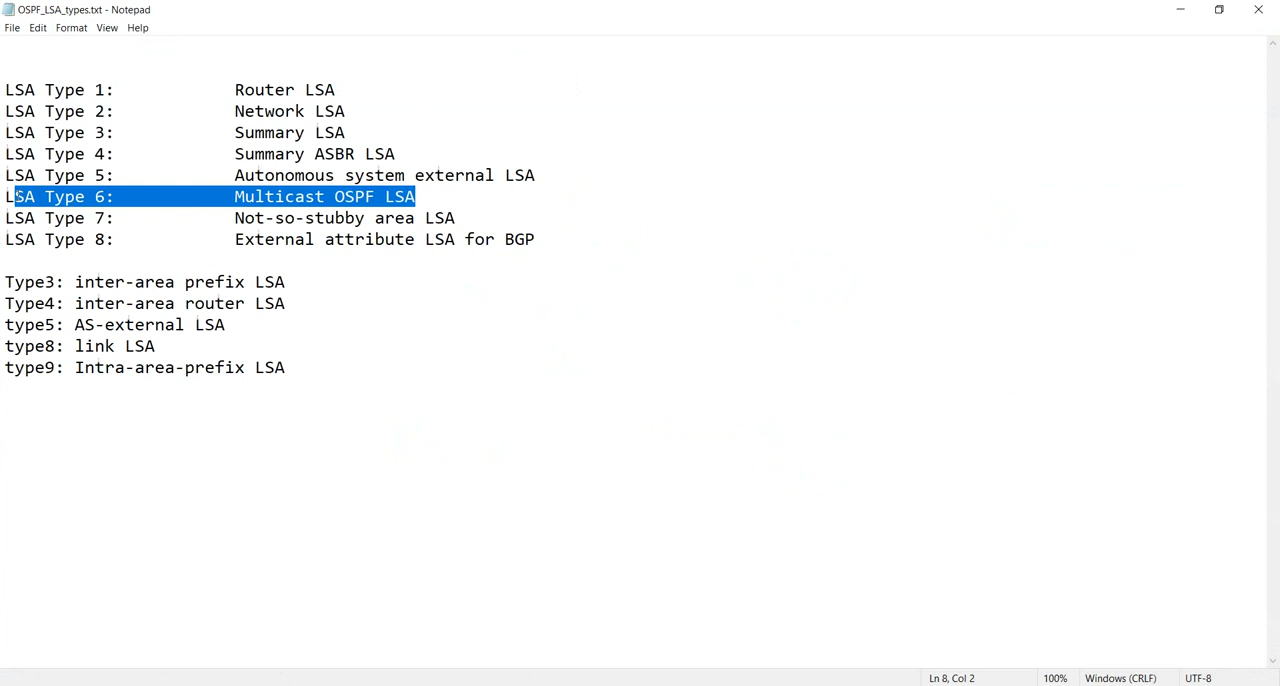 OSPF_LSA_types.txt - Notepad
File Edit Format View Help
LSA Type 1: Router LSA
LSA Type 2: Network LSA
LSA Type 3: Summary LSA
LSA Type 4: Summary ASBR LSA
LSA Type 5: Autonomous system external LSA
LSA Type 6: Multicast OSPF LSA
LSA Type 7: Not-so-stubby area LSA
LSA Type 8: External attribute LSA for BGP
Type3: inter-area prefix LSA
Type4: inter-area router LSA
type5: AS-external LSA
type8: link LSA
type9: Intra-area-prefix LSA
Ln 8, Col 2 100% Windows (CRLF) UTF-8